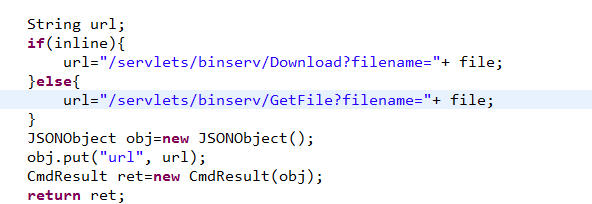 String url;
if(inline){
url="/servlets/binserv/Download?filename="+ file;
}else{
url="/servlets/binserv/GetFile?filename="+ file;
}
JSONObject obj=new JSONObject();
obj.put("url", url);
CmdResult ret=new CmdResult(obj);
return ret;